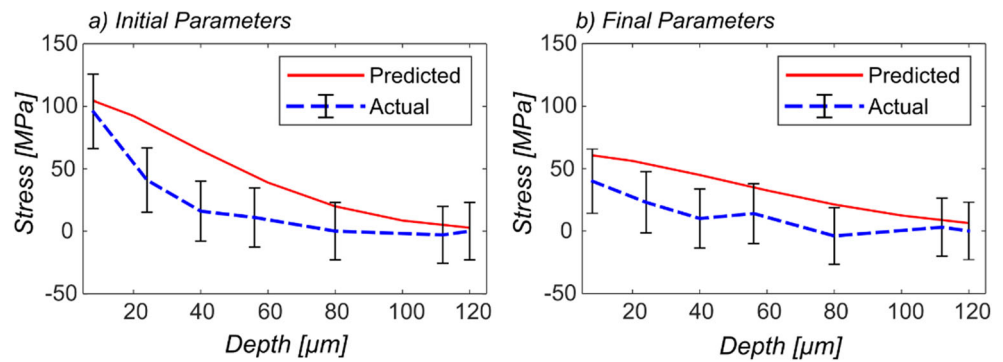 a) Initial Parameters
150
100
50
0
-50
Stress [MPa]
Predicted
Actual
20 40 60 80 100 120
Depth [µm]
b) Final Parameters
150
100
50
0
-50
Stress [MPa]
Predicted
Actual
20 40 60 80 100 120
Depth [µm]